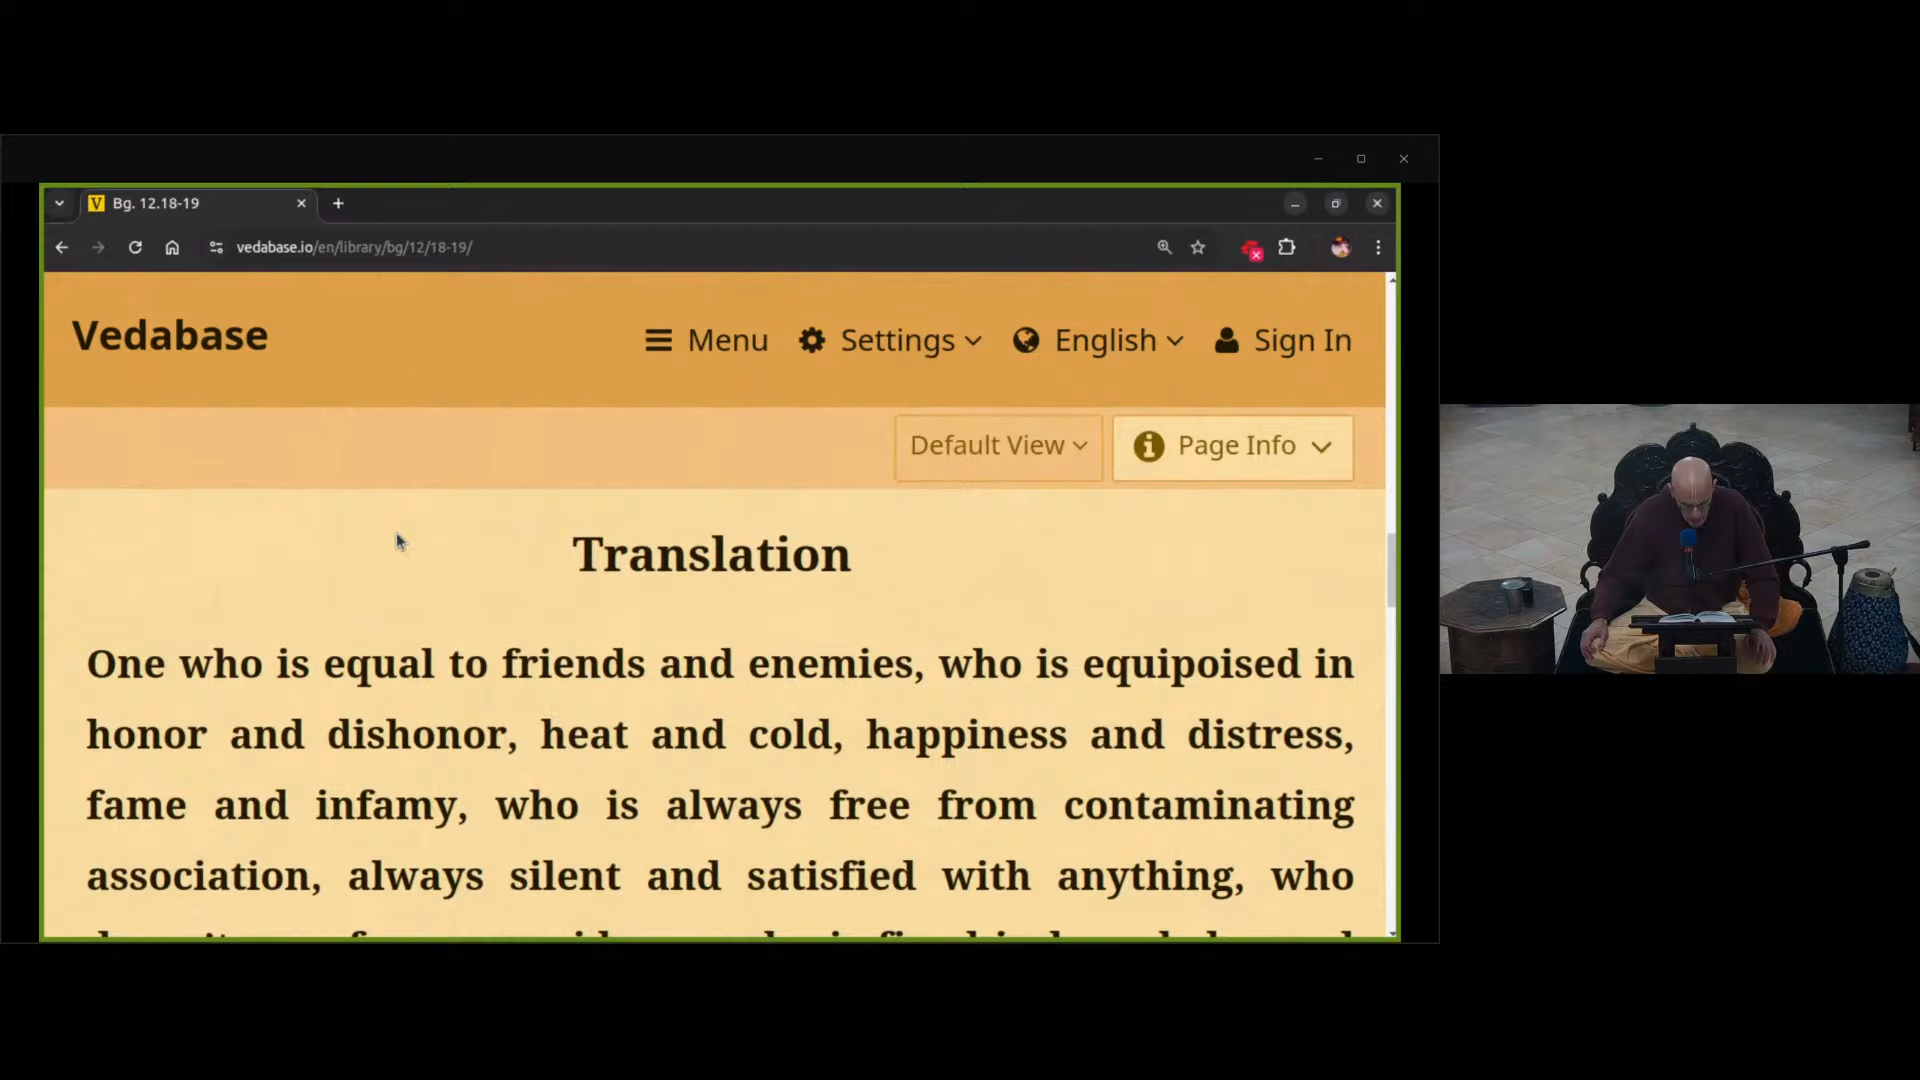 Bg. 12.18-19
vedabase.io/en/library/bg/12/18-19/
Vedabase
Menu
Settings
English
Sign In
Default View
Page Info
Translation
One who is equal to friends and enemies, who is equipoised in
honor and dishonor, heat and cold, happiness and distress,
fame and infamy, who is always free from contaminating
association, always silent and satisfied with anything, who